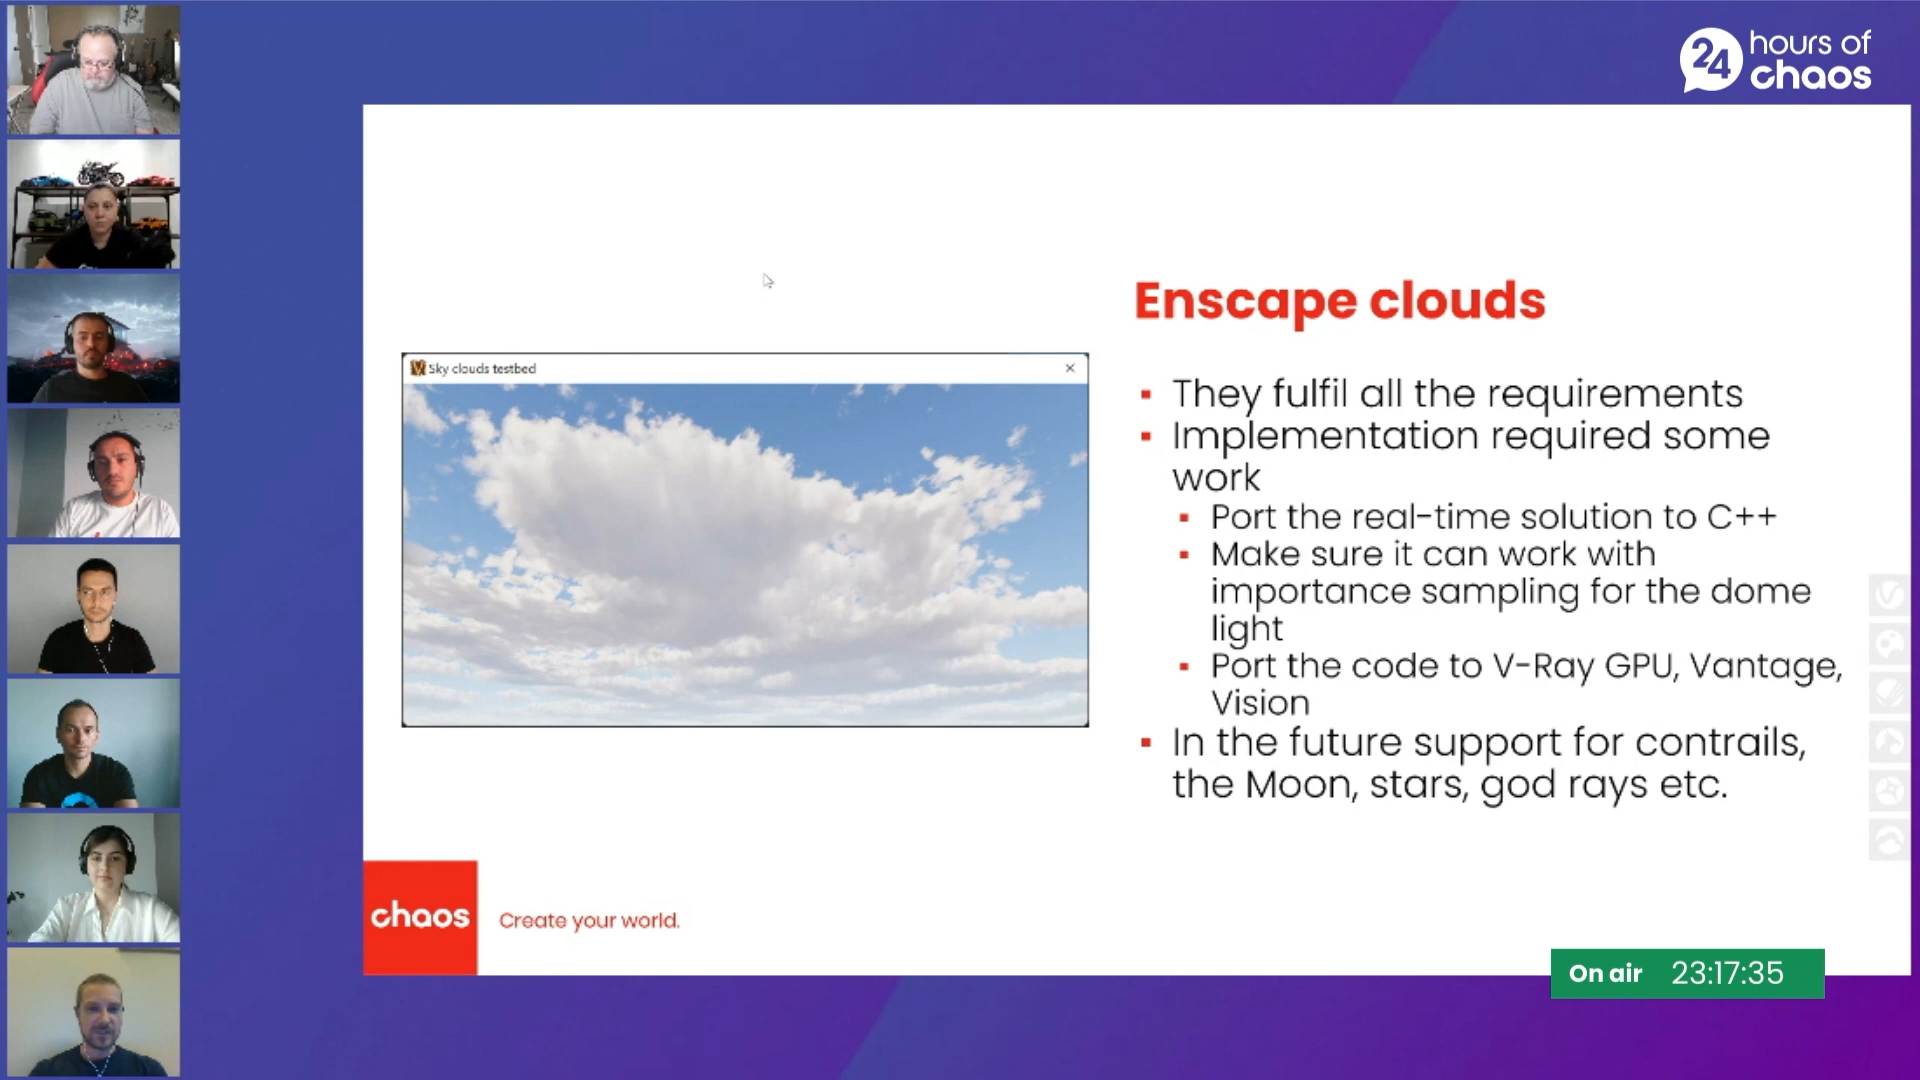 24 hours of
chaos
Enscape clouds
Sky clouds testbed
They fulfil all the requirements
Implementation required some
work
Port the real-time solution to C++
Make sure it can work with
importance sampling for the dome
light
Port the code to V-Ray GPU, Vantage,
Vision
In the future support for contrails,
the Moon, stars, god rays etc.
chaos
Create your world.
On air 23:17:35